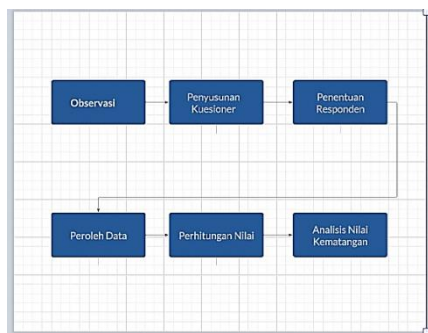 Observasi
Penyusunan
Kuesioner
Penentuan
Responden
Peroleh Data
Perhitungan Nilai
Analisis Nilai
Kematangan